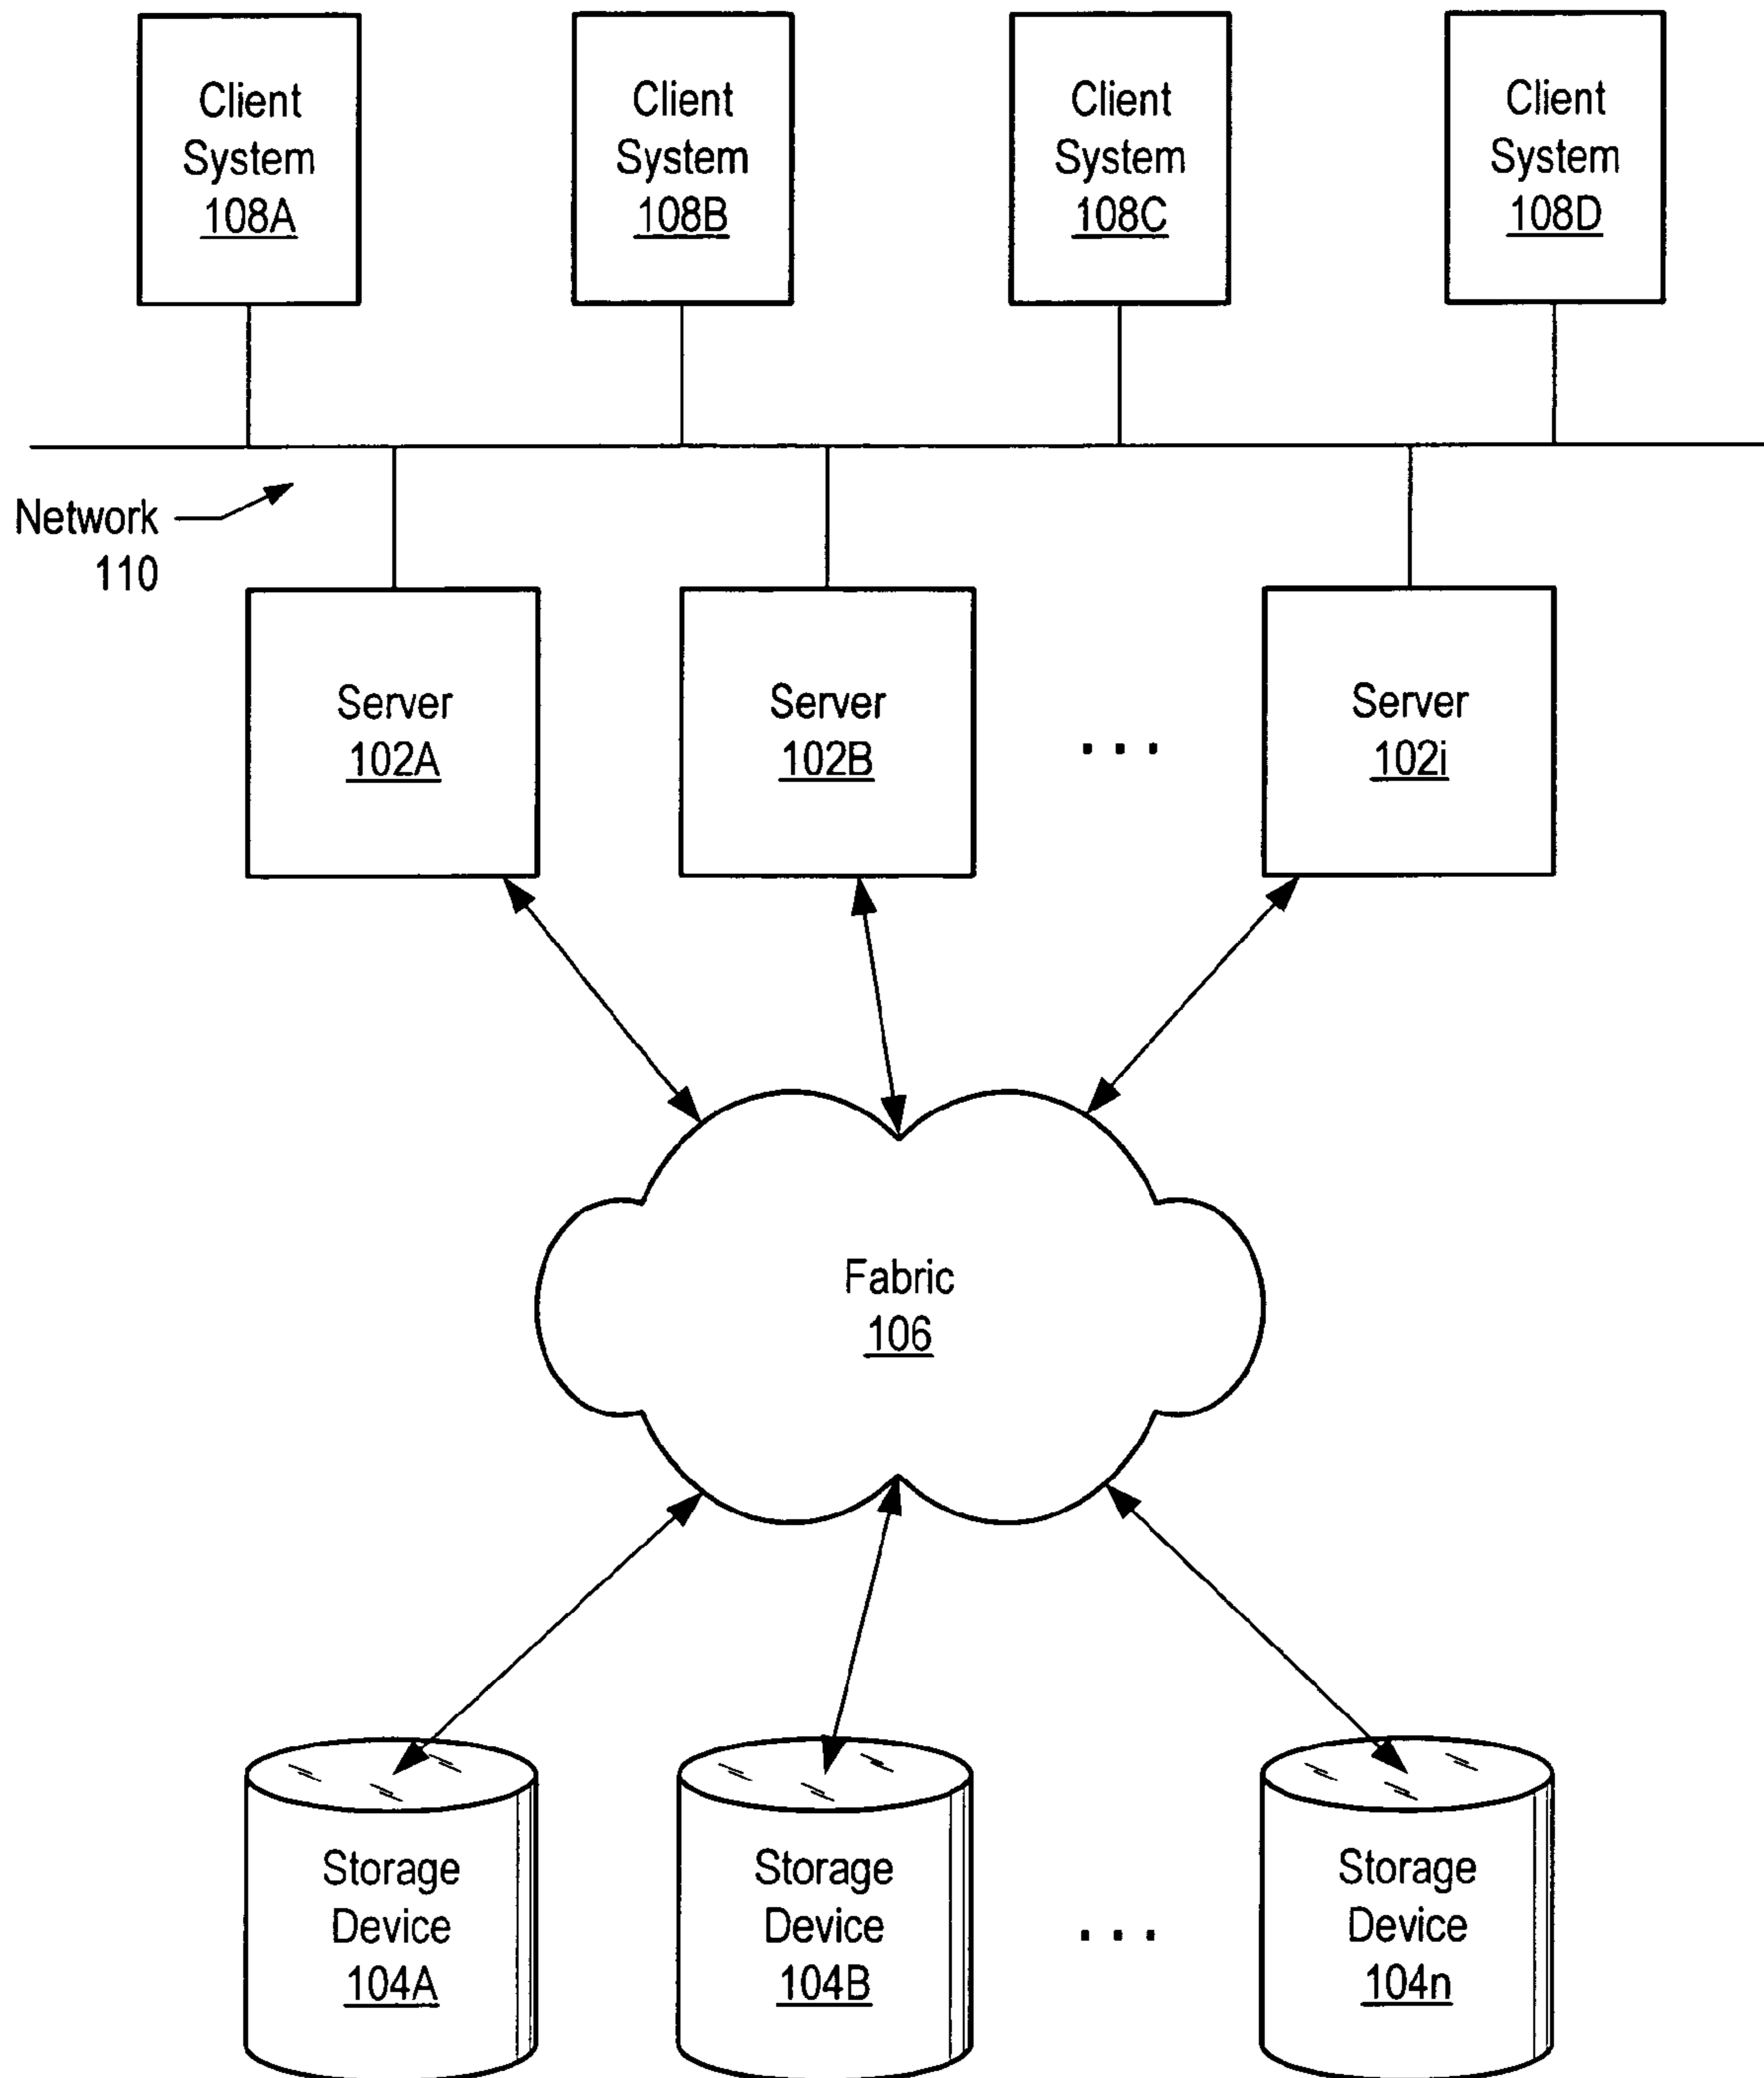 Client
System
108A
Client
System
108B
Client
System
108C
Client
System
108D
Network
110
Server
102A
Server
102B
...
Server
102i
Fabric
106
Storage
Device
104A
Storage
Device
104B
...
Storage
Device
104n